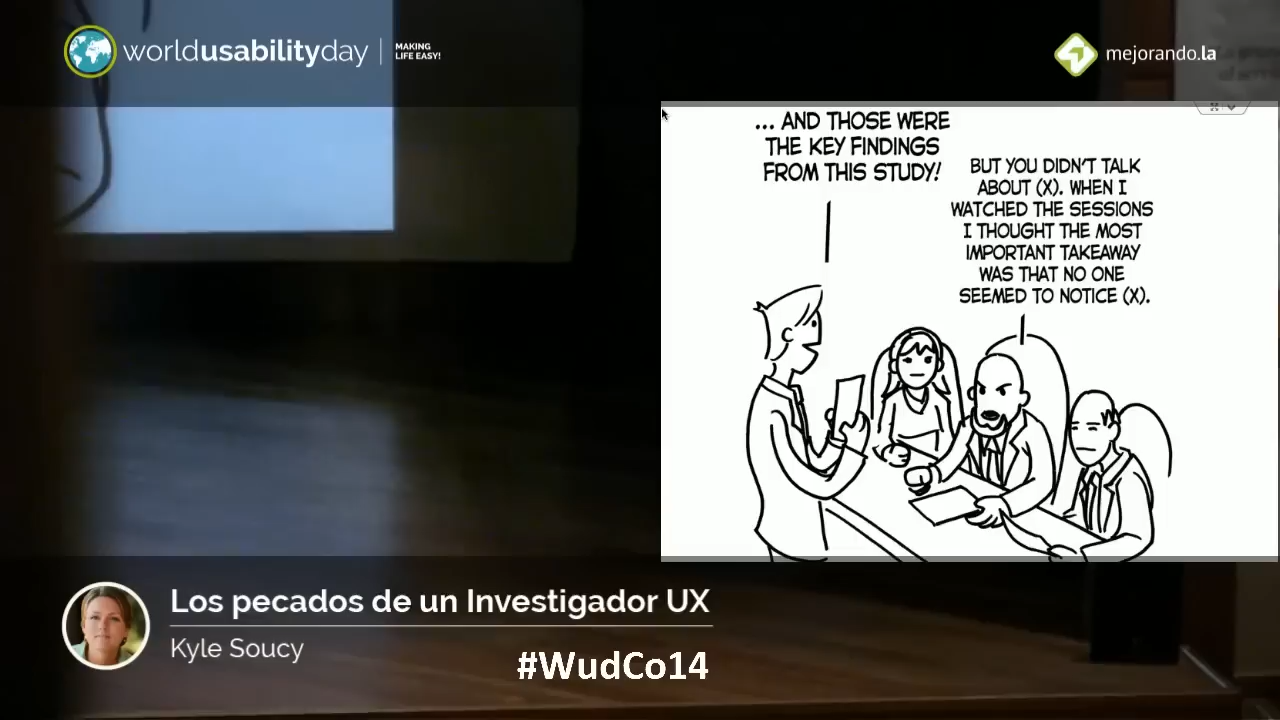 worldusabilityday
MAKING
LIFE EASY!
mejorando.la
... AND THOSE WERE
THE KEY FINDINGS
FROM THIS STUDY!
BUT YOU DIDN'T TALK
ABOUT (X). WHEN I
WATCHED THE SESSIONS
I THOUGHT THE MOST
IMPORTANT TAKEAWAY
WAS THAT NO ONE
SEEMED TO NOTICE (X).
Los pecados de un Investigador UX
Kyle Soucy
#WudCo14